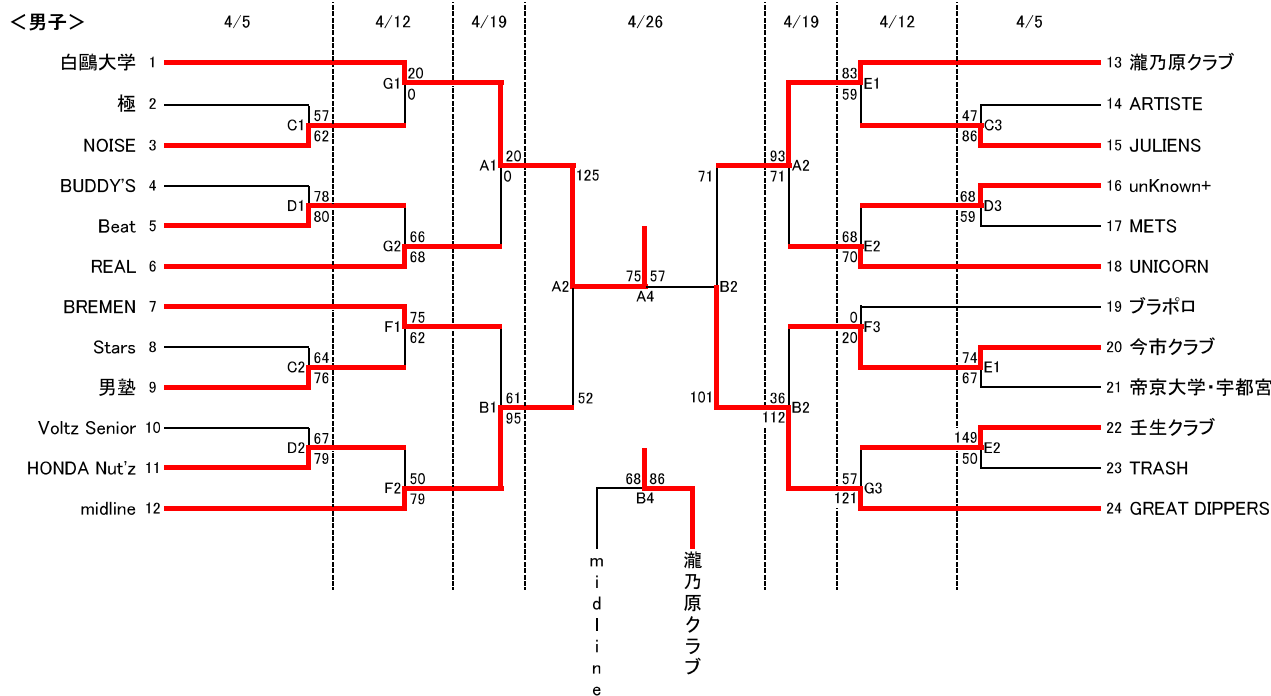 ＜男子＞ 4/5 4/12 4/19 4/26 4/19 4/12 4/5
白鷗大学 1
極 2
NOISE 3
BUDDY'S 4
Beat 5
REAL 6
BREMEN 7
Stars 8
男塾 9
Voltz Senior 10
HONDA Nut'z 11
midline 12
C1 57 62
D1 78 80
C2 64 76
D2 67 79
G1 20 0
G2 66 68
F1 75 62
F2 50 79
A1 20 0
B1 61 95
A2 125 52
75 57
A4
68 86
B4
midline
瀧乃原クラブ
71 101 B2
93 71 A2
36 112 B2
83 59 E1
68 70 E2
0 20 F3
57 121 G3
47 86 C3
68 59 D3
74 67 E1
149 50 E2
13 瀧乃原クラブ
14 ARTISTE
15 JULIENS
16 unKnown+
17 METS
18 UNICORN
19 ブラポロ
20 今市クラブ
21 帝京大学・宇都宮
22 壬生クラブ
23 TRASH
24 GREAT DIPPERS